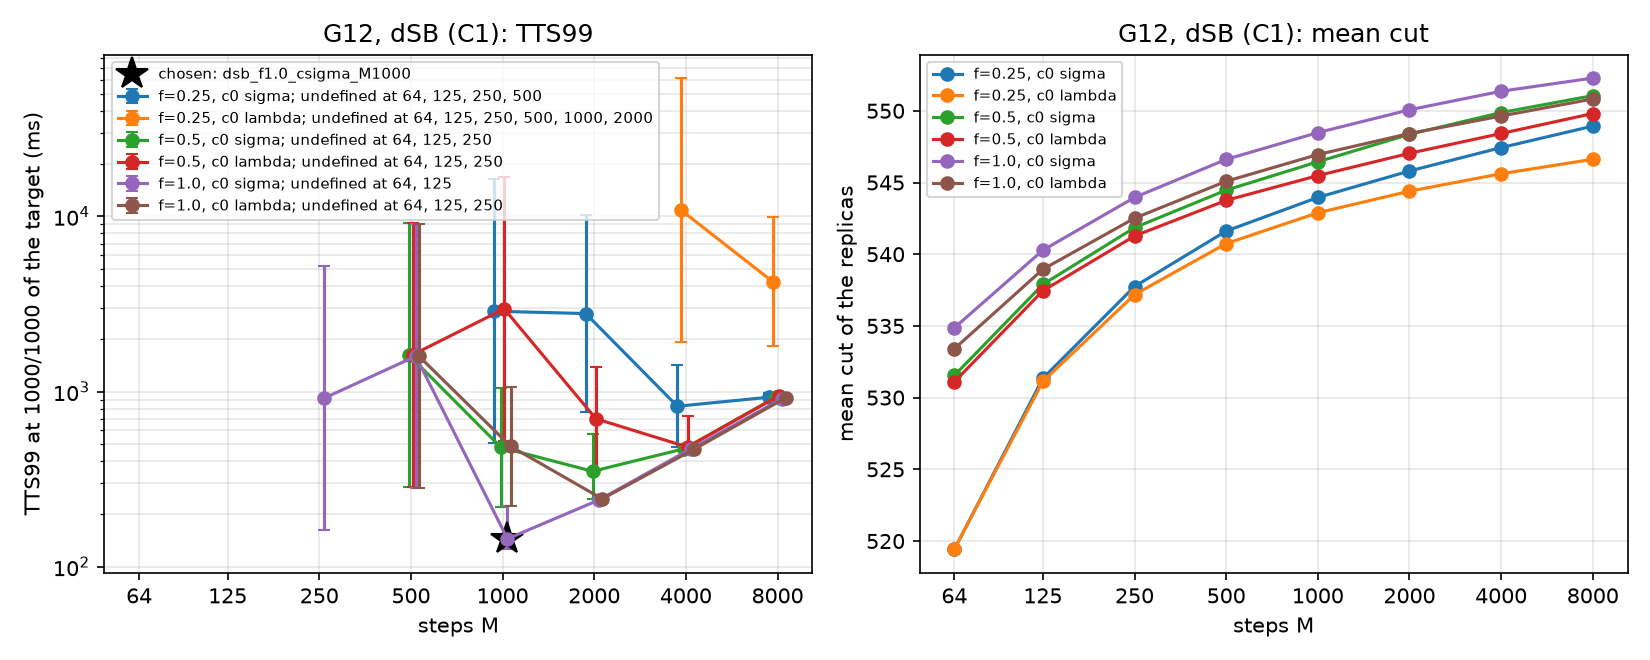 G12, dSB (C1): TTS99
TTS99 at 1000/1000 of the target (ms)
10⁴
10³
10²
chosen: dsb_f1.0_csigma_M1000
f=0.25, c0 sigma; undefined at 64, 125, 250, 500
f=0.25, c0 lambda; undefined at 64, 125, 250, 500, 1000, 2000
f=0.5, c0 sigma; undefined at 64, 125, 250
f=0.5, c0 lambda; undefined at 64, 125, 250
f=1.0, c0 sigma; undefined at 64, 125
f=1.0, c0 lambda; undefined at 64, 125, 250
64 125 250 500 1000 2000 4000 8000
steps M
G12, dSB (C1): mean cut
mean cut of the replicas
550
545
540
535
530
525
520
f=0.25, c0 sigma
f=0.25, c0 lambda
f=0.5, c0 sigma
f=0.5, c0 lambda
f=1.0, c0 sigma
f=1.0, c0 lambda
64 125 250 500 1000 2000 4000 8000
steps M